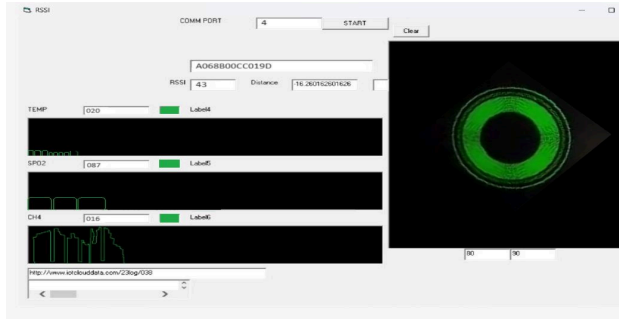 RSSI
COMM PORT 4 START
Clear
A068B00CC019D
RSSI 43 Distance -16.260162601626
TEMP 020 Label4
SPO2 087 Label5
CH4 016 Label6
90 90
http://www.iotclouddata.com/23log/038